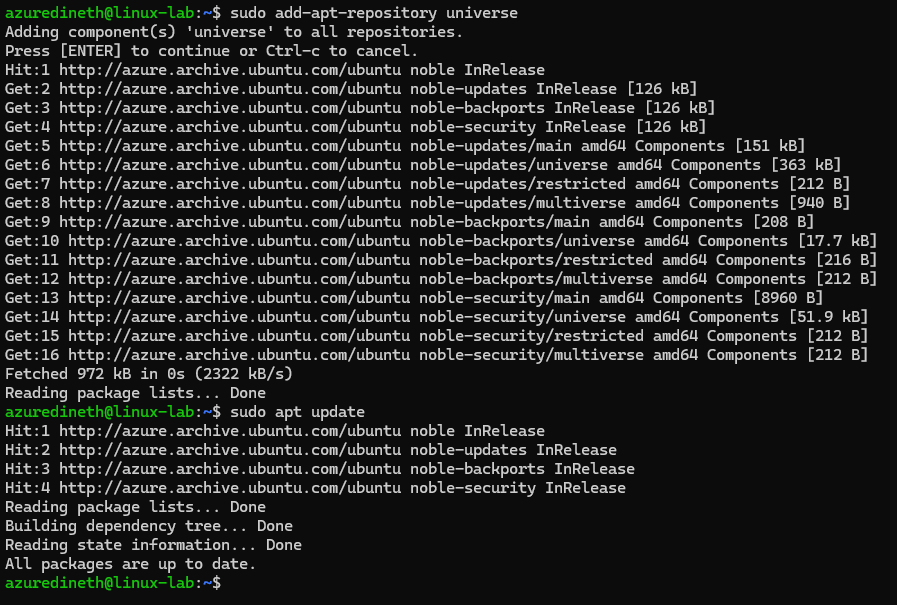 azuredineth@linux-lab:~$ sudo add-apt-repository universe
Adding component(s) 'universe' to all repositories.
Press [ENTER] to continue or Ctrl-c to cancel.
Hit:1 http://azure.archive.ubuntu.com/ubuntu noble InRelease
Get:2 http://azure.archive.ubuntu.com/ubuntu noble-updates InRelease [126 kB]
Get:3 http://azure.archive.ubuntu.com/ubuntu noble-backports InRelease [126 kB]
Get:4 http://azure.archive.ubuntu.com/ubuntu noble-security InRelease [126 kB]
Get:5 http://azure.archive.ubuntu.com/ubuntu noble-updates/main amd64 Components [151 kB]
Get:6 http://azure.archive.ubuntu.com/ubuntu noble-updates/universe amd64 Components [363 kB]
Get:7 http://azure.archive.ubuntu.com/ubuntu noble-updates/restricted amd64 Components [212 B]
Get:8 http://azure.archive.ubuntu.com/ubuntu noble-updates/multiverse amd64 Components [940 B]
Get:9 http://azure.archive.ubuntu.com/ubuntu noble-backports/main amd64 Components [208 B]
Get:10 http://azure.archive.ubuntu.com/ubuntu noble-backports/universe amd64 Components [17.7 kB]
Get:11 http://azure.archive.ubuntu.com/ubuntu noble-backports/restricted amd64 Components [216 B]
Get:12 http://azure.archive.ubuntu.com/ubuntu noble-backports/multiverse amd64 Components [212 B]
Get:13 http://azure.archive.ubuntu.com/ubuntu noble-security/main amd64 Components [8960 B]
Get:14 http://azure.archive.ubuntu.com/ubuntu noble-security/universe amd64 Components [51.9 kB]
Get:15 http://azure.archive.ubuntu.com/ubuntu noble-security/restricted amd64 Components [212 B]
Get:16 http://azure.archive.ubuntu.com/ubuntu noble-security/multiverse amd64 Components [212 B]
Fetched 972 kB in 0s (2322 kB/s)
Reading package lists... Done
azuredineth@linux-lab:~$ sudo apt update
Hit:1 http://azure.archive.ubuntu.com/ubuntu noble InRelease
Hit:2 http://azure.archive.ubuntu.com/ubuntu noble-updates InRelease
Hit:3 http://azure.archive.ubuntu.com/ubuntu noble-backports InRelease
Hit:4 http://azure.archive.ubuntu.com/ubuntu noble-security InRelease
Reading package lists... Done
Building dependency tree... Done
Reading state information... Done
All packages are up to date.
azuredineth@linux-lab:~$